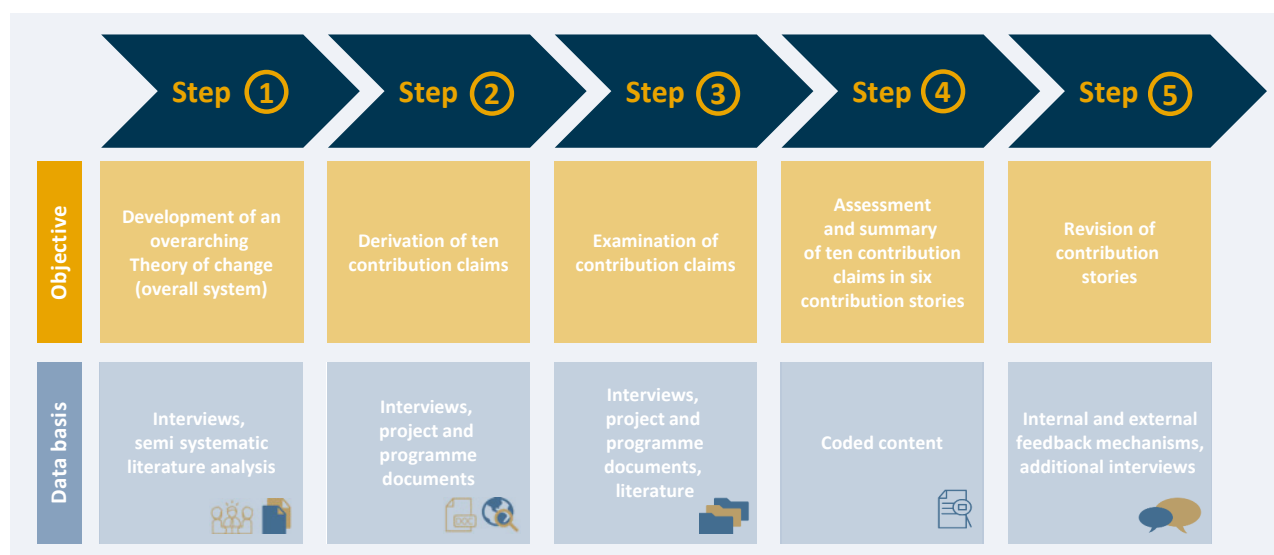 Step 1
Step 2
Step 3
Step 4
Step 5
Objective
Development of an
overarching
Theory of change
(overall system)
Derivation of ten
contribution claims
Examination of
contribution claims
Assessment
and summary
of ten contribution
claims in six
contribution stories
Revision of
contribution
stories
Data basis
Interviews,
semi systematic
literature analysis
Interviews,
project and
programme
documents
DOC
Interviews,
project and
programme
documents,
literature
Coded content
Internal and external
feedback mechanisms,
additional interviews